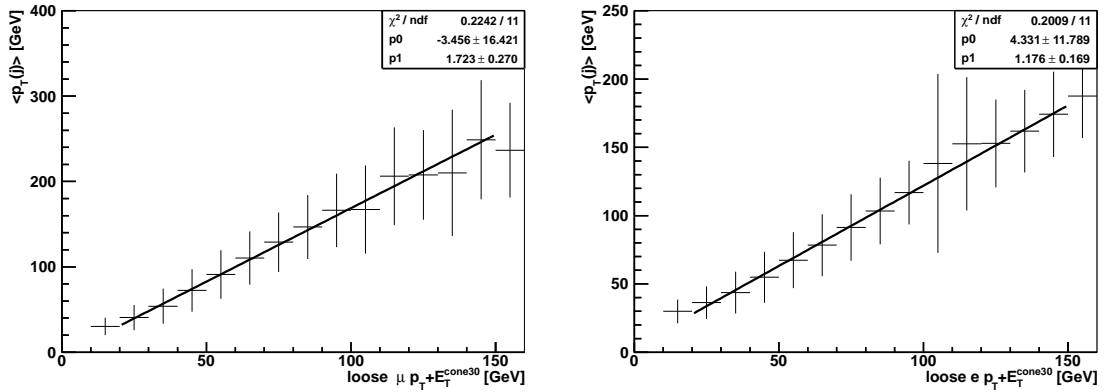 <p_T(j)> [GeV]
400
300
200
100
0
0 50 100 150
loose μ p_T+E_T^cone30 [GeV]
χ² / ndf 0.2242 / 11
p0 -3.456 ± 16.421
p1 1.723 ± 0.270
<p_T(j)> [GeV]
250
200
150
100
50
0
0 50 100 150
loose e p_T+E_T^cone30 [GeV]
χ² / ndf 0.2009 / 11
p0 4.331 ± 11.789
p1 1.176 ± 0.169